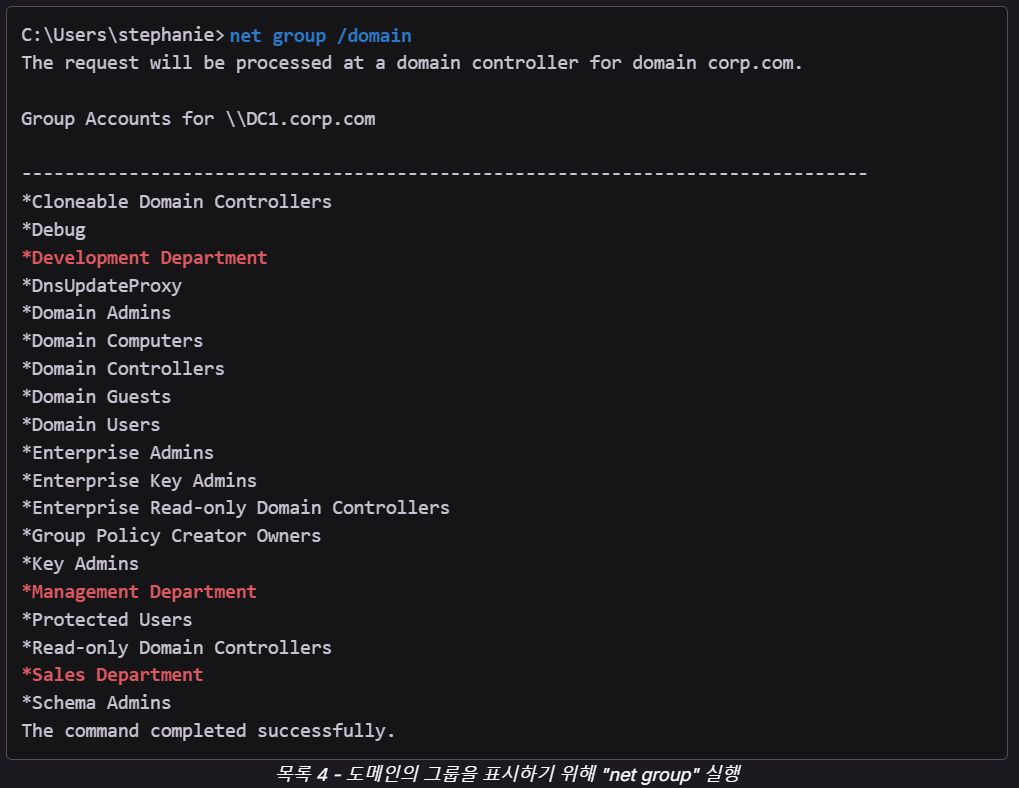 C:\Users\stephanie> net group /domain
The request will be processed at a domain controller for domain corp.com.
Group Accounts for \\DC1.corp.com
-------------------------------------------------------------------------------
*Cloneable Domain Controllers
*Debug
*Development Department
*DnsUpdateProxy
*Domain Admins
*Domain Computers
*Domain Controllers
*Domain Guests
*Domain Users
*Enterprise Admins
*Enterprise Key Admins
*Enterprise Read-only Domain Controllers
*Group Policy Creator Owners
*Key Admins
*Management Department
*Protected Users
*Read-only Domain Controllers
*Sales Department
*Schema Admins
The command completed successfully.
목록 4 - 도메인의 그룹을 표시하기 위해 "net group" 실행